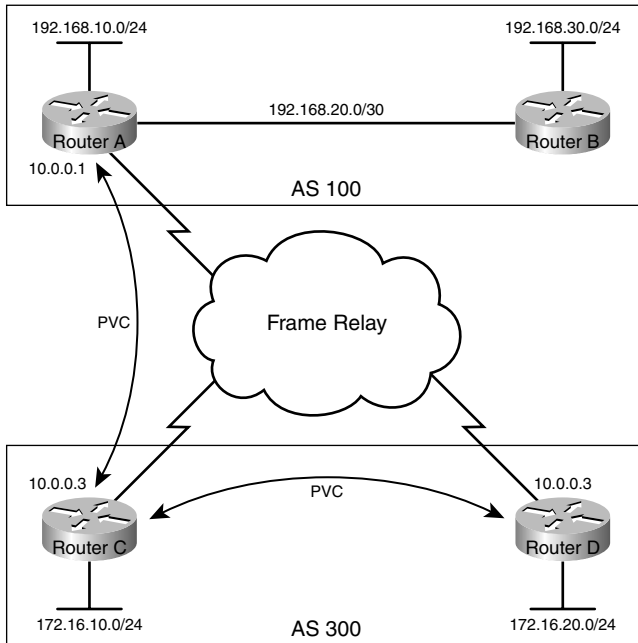 192.168.10.0/24
192.168.30.0/24
192.168.20.0/30
Router A
Router B
10.0.0.1
AS 100
PVC
Frame Relay
10.0.0.3
PVC
10.0.0.3
Router C
Router D
172.16.10.0/24
AS 300
172.16.20.0/24